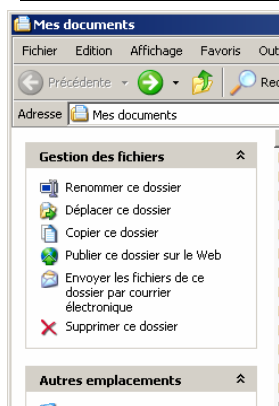 Mes documents
Fichier Edition Affichage Favoris Out
Précédente Rec
Adresse Mes documents
Gestion des fichiers
Renommer ce dossier
Déplacer ce dossier
Copier ce dossier
Publier ce dossier sur le Web
Envoyer les fichiers de ce
dossier par courrier
électronique
Supprimer ce dossier
Autres emplacements